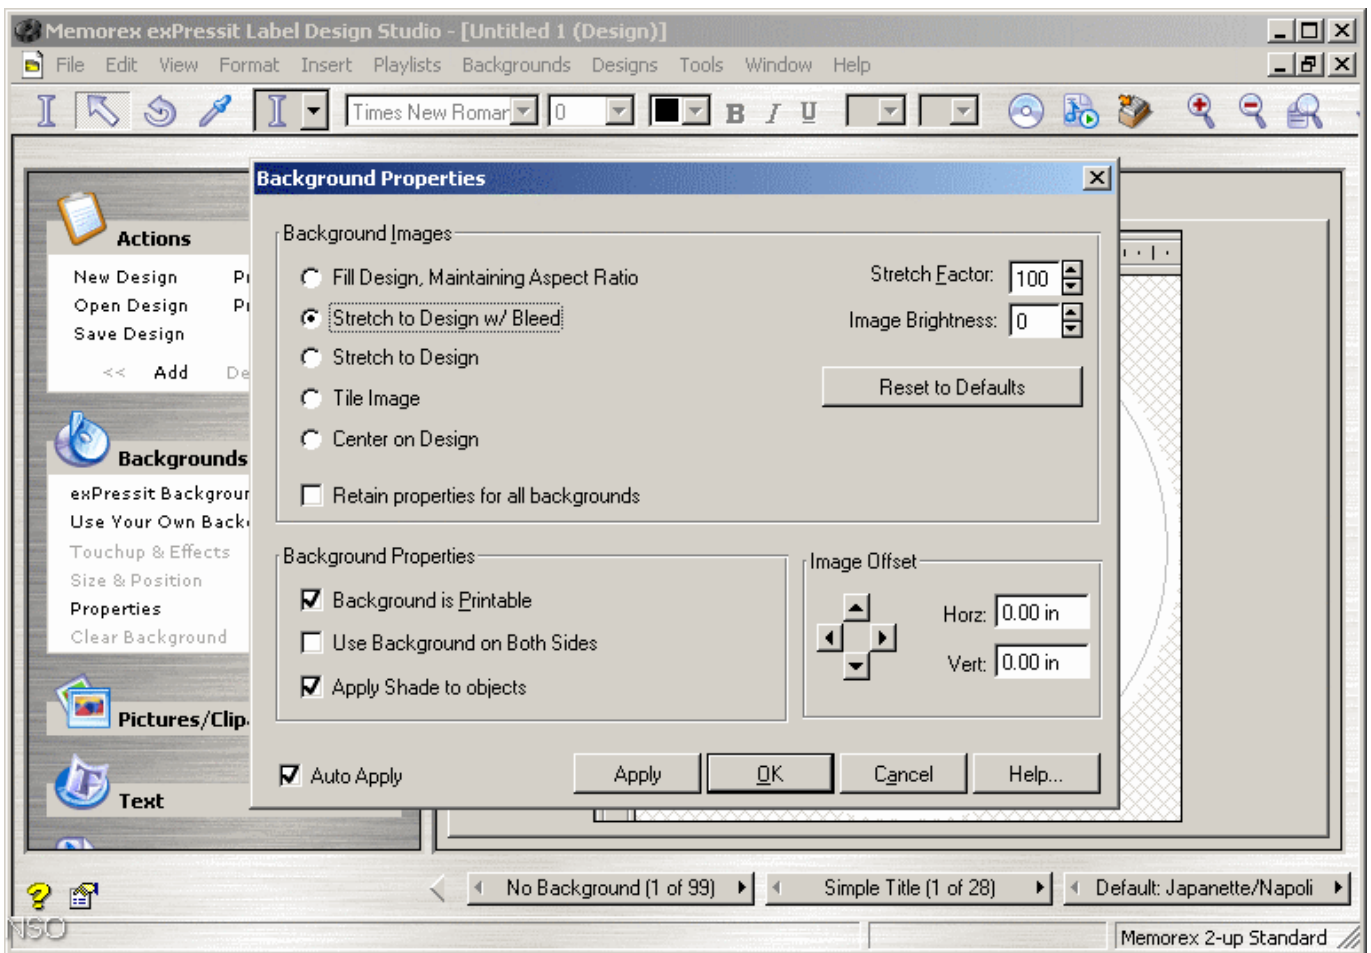 Memorex exPressit Label Design Studio - [Untitled 1 (Design)]
File Edit View Format Insert Playlists Backgrounds Designs Tools Window Help
Times New Roman 0 B I U
Background Properties
Actions
New Design
Open Design
Save Design
<< Add
Backgrounds
exPressit Backgroun
Use Your Own Back
Touchup & Effects
Size & Position
Properties
Clear Background
Pictures/Clip
Text
Background Images
Fill Design, Maintaining Aspect Ratio
Stretch to Design w/ Bleed
Stretch to Design
Tile Image
Center on Design
Retain properties for all backgrounds
Stretch Factor: 100
Image Brightness: 0
Reset to Defaults
Background Properties
Background is Printable
Use Background on Both Sides
Apply Shade to objects
Image Offset
Horz: 0.00 in
Vert: 0.00 in
Auto Apply
Apply
OK
Cancel
Help...
No Background (1 of 99)
Simple Title (1 of 28)
Default: Japanette/Napoli
NSO
Memorex 2-up Standard